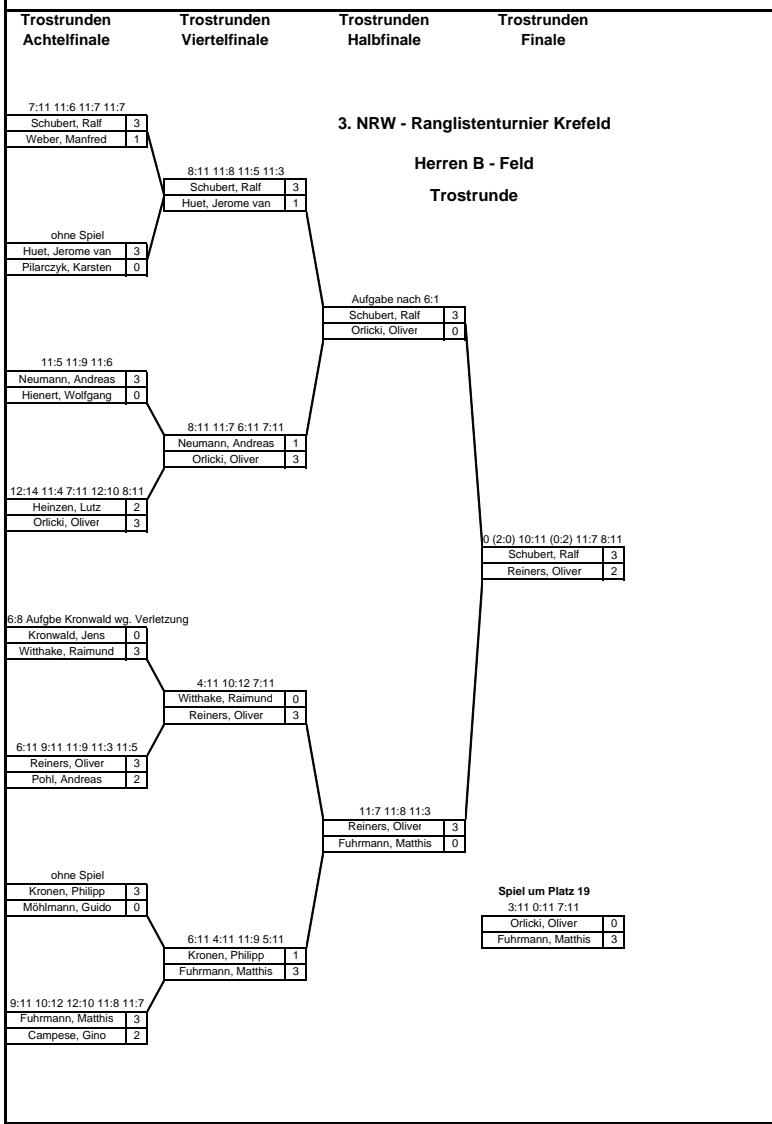 Trostrunden Trostrunden Trostrunden Trostrunden
Achtelfinale Viertelfinale Halbfinale Finale
7:11 11:6 11:7 11:7
Schubert, Ralf 3
Weber, Manfred 1
3. NRW - Ranglistenturnier Krefeld
Herren B - Feld
Trostrunde
8:11 11:8 11:5 11:3
Schubert, Ralf 3
Huet, Jerome van 1
ohne Spiel
Huet, Jerome van 3
Pilarczyk, Karsten 0
Aufgabe nach 6:1
Schubert, Ralf 3
Orlicki, Oliver 0
11:5 11:9 11:6
Neumann, Andreas 3
Hienert, Wolfgang 0
8:11 11:7 6:11 7:11
Neumann, Andreas 1
Orlicki, Oliver 3
12:14 11:4 7:11 12:10 8:11
Heinzen, Lutz 2
Orlicki, Oliver 3
0 (2:0) 10:11 (0:2) 11:7 8:11
Schubert, Ralf 3
Reiners, Oliver 2
6:8 Aufgbe Kronwald wg. Verletzung
Kronwald, Jens 0
Witthake, Raimund 3
4:11 10:12 7:11
Witthake, Raimund 0
Reiners, Oliver 3
6:11 9:11 11:9 11:3 11:5
Reiners, Oliver 3
Pohl, Andreas 2
11:7 11:8 11:3
Reiners, Oliver 3
Fuhrmann, Matthis 0
ohne Spiel
Kronen, Philipp 3
Möhlmann, Guido 0
Spiel um Platz 19
3:11 0:11 7:11
Orlicki, Oliver 0
Fuhrmann, Matthis 3
6:11 4:11 11:9 5:11
Kronen, Philipp 1
Fuhrmann, Matthis 3
9:11 10:12 12:10 11:8 11:7
Fuhrmann, Matthis 3
Campese, Gino 2